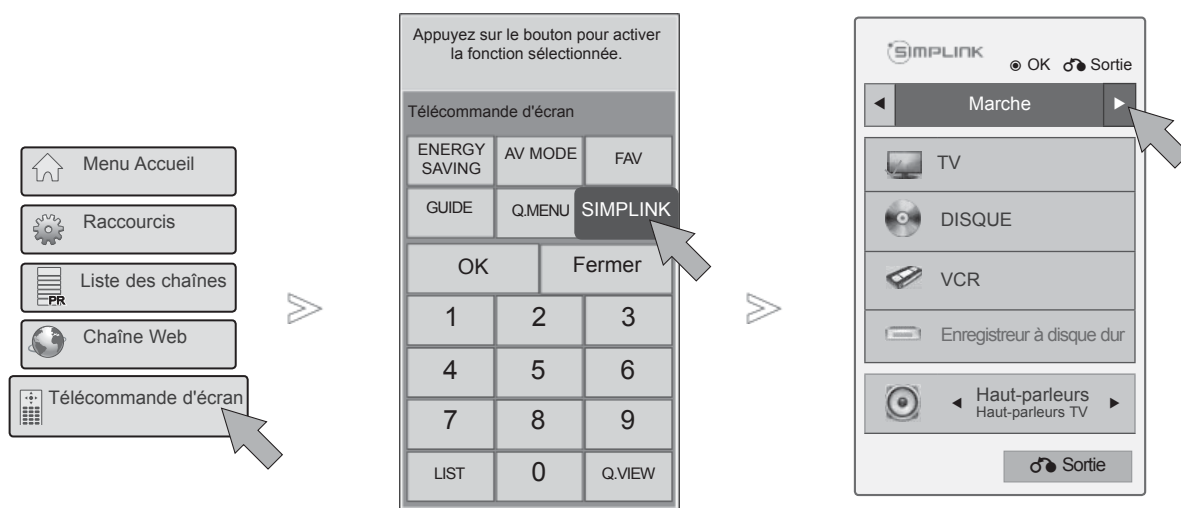 Menu Accueil
Raccourcis
Liste des chaînes
PR
Chaîne Web
Télécommande d'écran
Appuyez sur le bouton pour activer
la fonction sélectionnée.
Télécommande d'écran
ENERGY
SAVING
AV MODE
FAV
GUIDE
Q.MENU
SIMPLINK
OK
Fermer
1
2
3
4
5
6
7
8
9
LIST
0
Q.VIEW
SIMPLINK
OK
Sortie
Marche
TV
DISQUE
VCR
Enregistreur à disque dur
Haut-parleurs
Haut-parleurs TV
Sortie